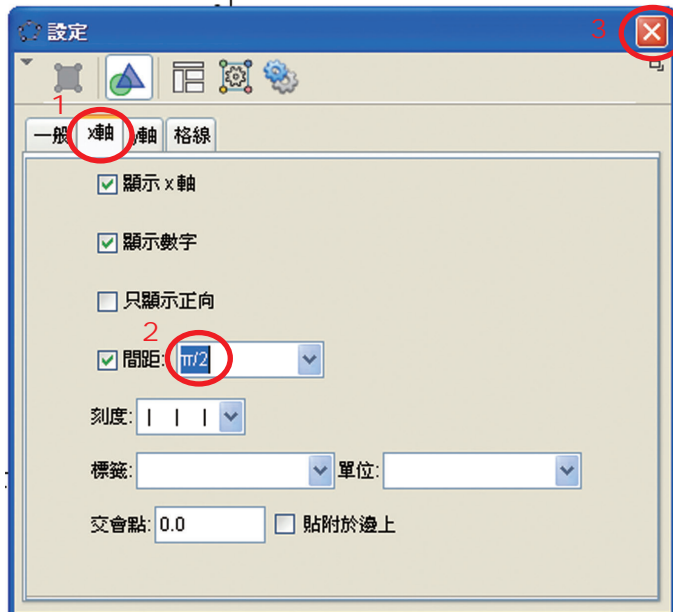 設定 3
1
一般 x軸 y軸 格線
顯示 x 軸
顯示數字
只顯示正向
2
間距: π/2
刻度: | | |
標籤: 單位:
交會點: 0.0 貼附於邊上